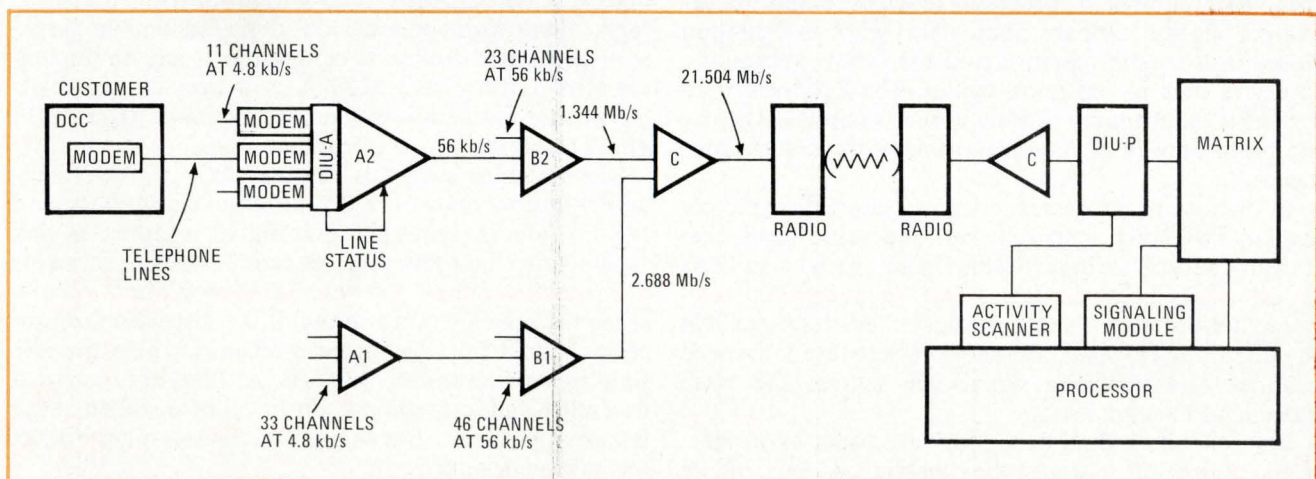 11 CHANNELS
AT 4.8 kb/s
CUSTOMER
DCC
MODEM
TELEPHONE
LINES
MODEM
MODEM
MODEM
DIU-A
A2
LINE
STATUS
56 kb/s
23 CHANNELS
AT 56 kb/s
B2
1.344 Mb/s
C
21.504 Mb/s
RADIO
RADIO
C
DIU-P
MATRIX
2.688 Mb/s
A1
33 CHANNELS
AT 4.8 kb/s
B1
46 CHANNELS
AT 56 kb/s
ACTIVITY
SCANNER
SIGNALING
MODULE
PROCESSOR